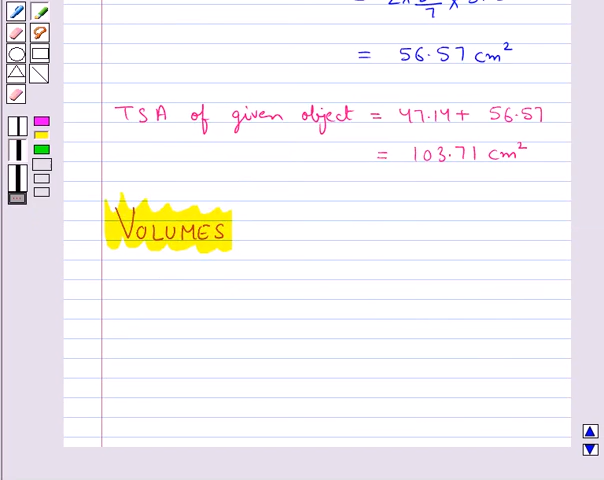 = 56.57 cm²
TSA of given object = 47.14 + 56.57
= 103.71 cm²
VOLUMES